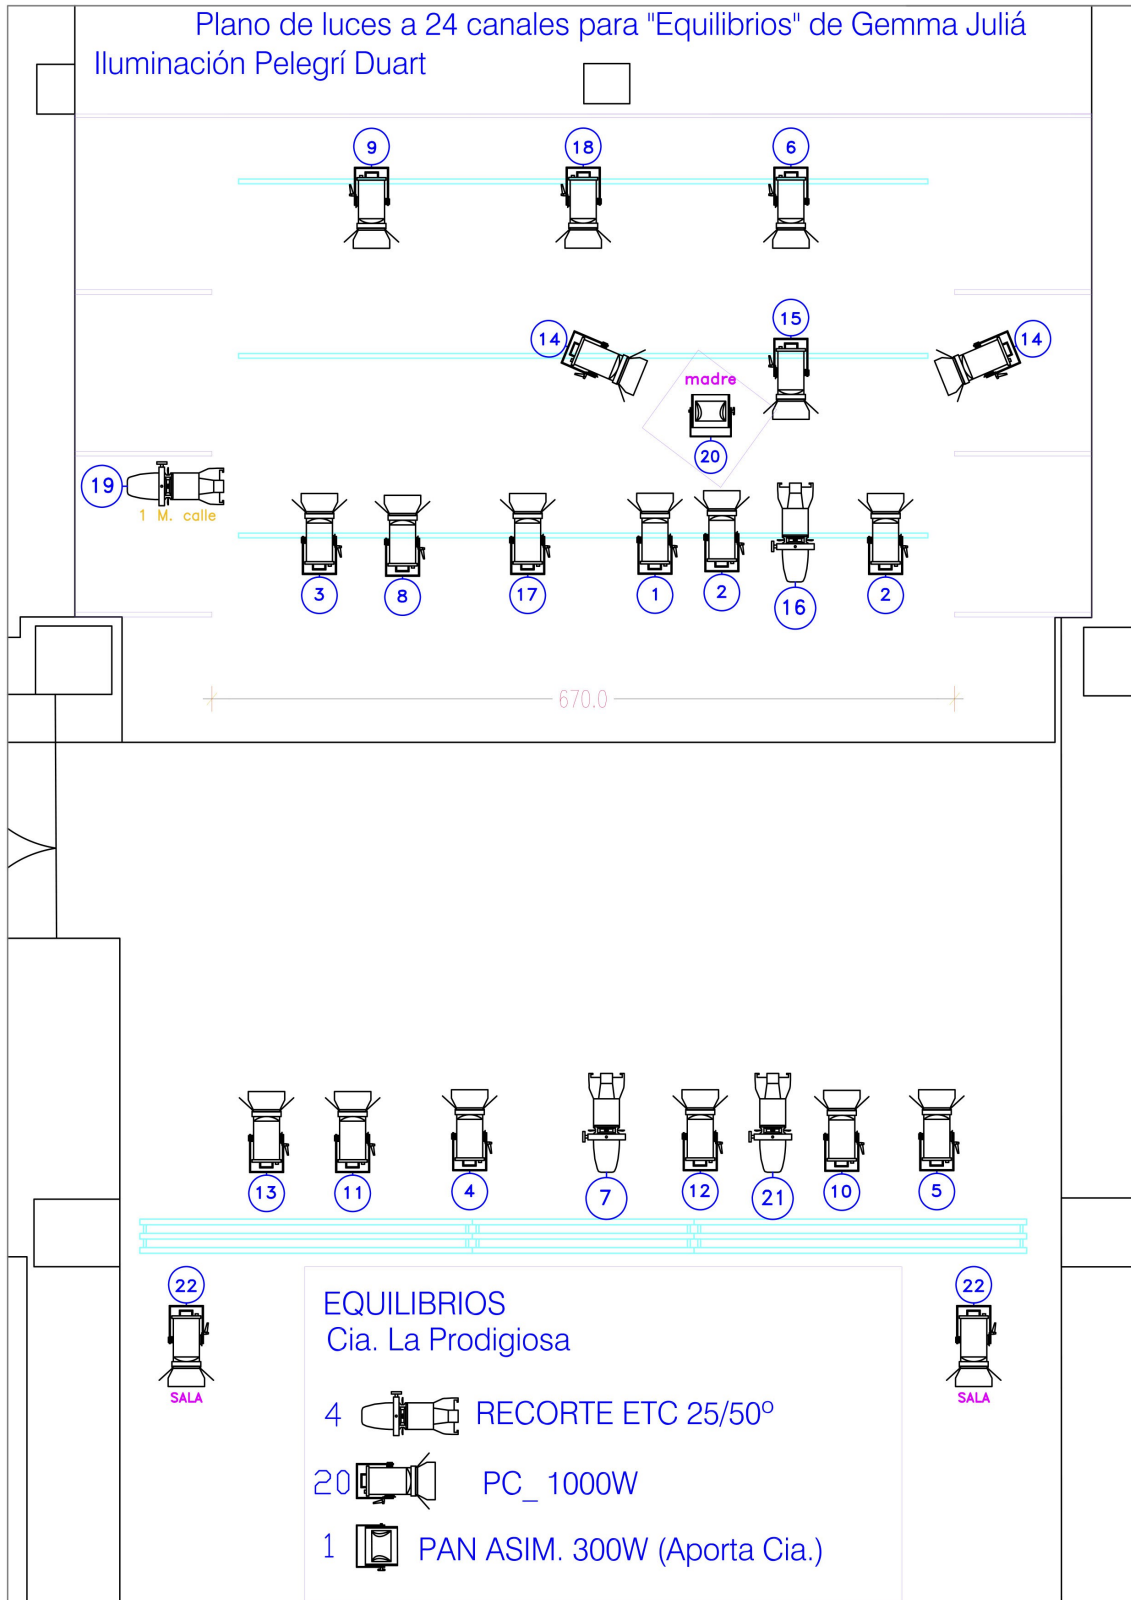 Plano de luces a 24 canales para "Equilibrios" de Gemma Juliá
Iluminación Pelegrí Duart
9 18 6
14 15 14
madre
20
19
1 M. calle
3 8 17 1 2 16 2
670.0
13 11 4 7 12 21 10 5
22 22
SALA SALA
EQUILIBRIOS
Cia. La Prodigiosa
4 RECORTE ETC 25/50º
20 PC_ 1000W
1 PAN ASIM. 300W (Aporta Cia.)